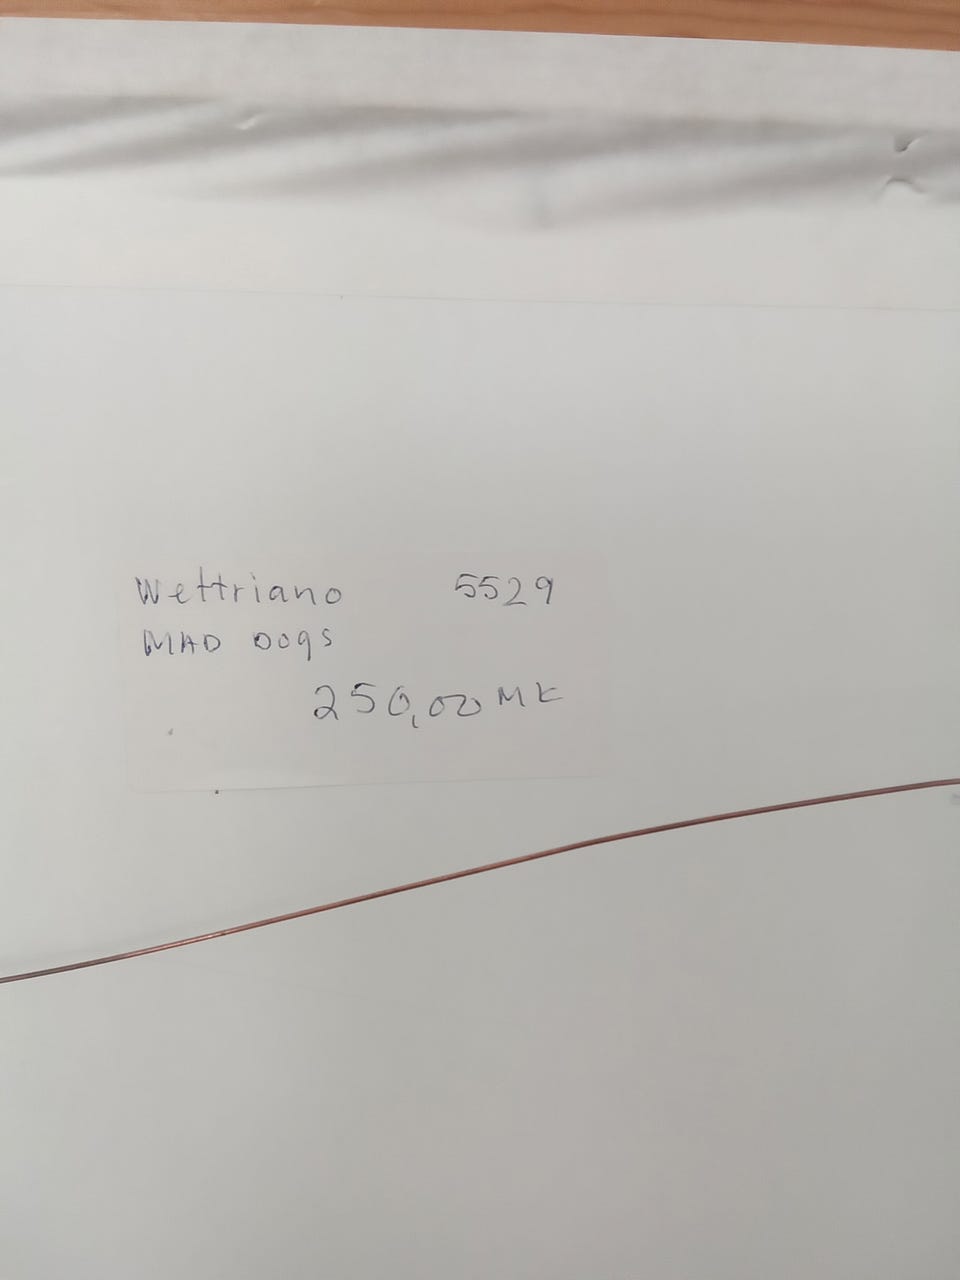 Wettriano 5529
MAD DOgS
250,00 MK